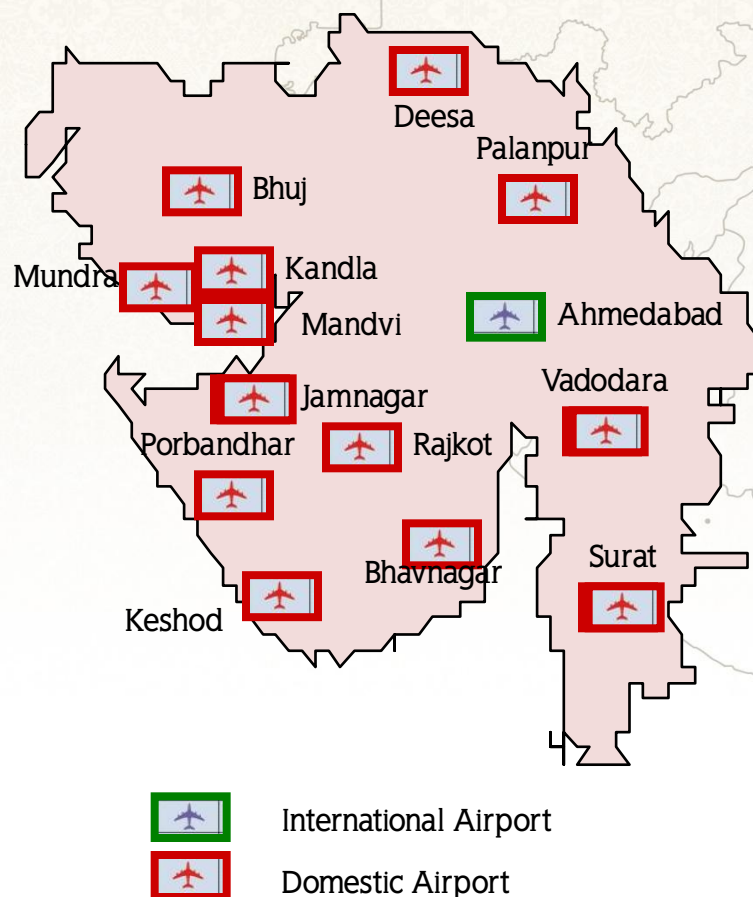 Deesa
Palanpur
Bhuj
Kandla
Mundra
Mandvi
Ahmedabad
Vadodara
Jamnagar
Porbandhar
Rajkot
Bhavnagar
Surat
Keshod
International Airport
Domestic Airport